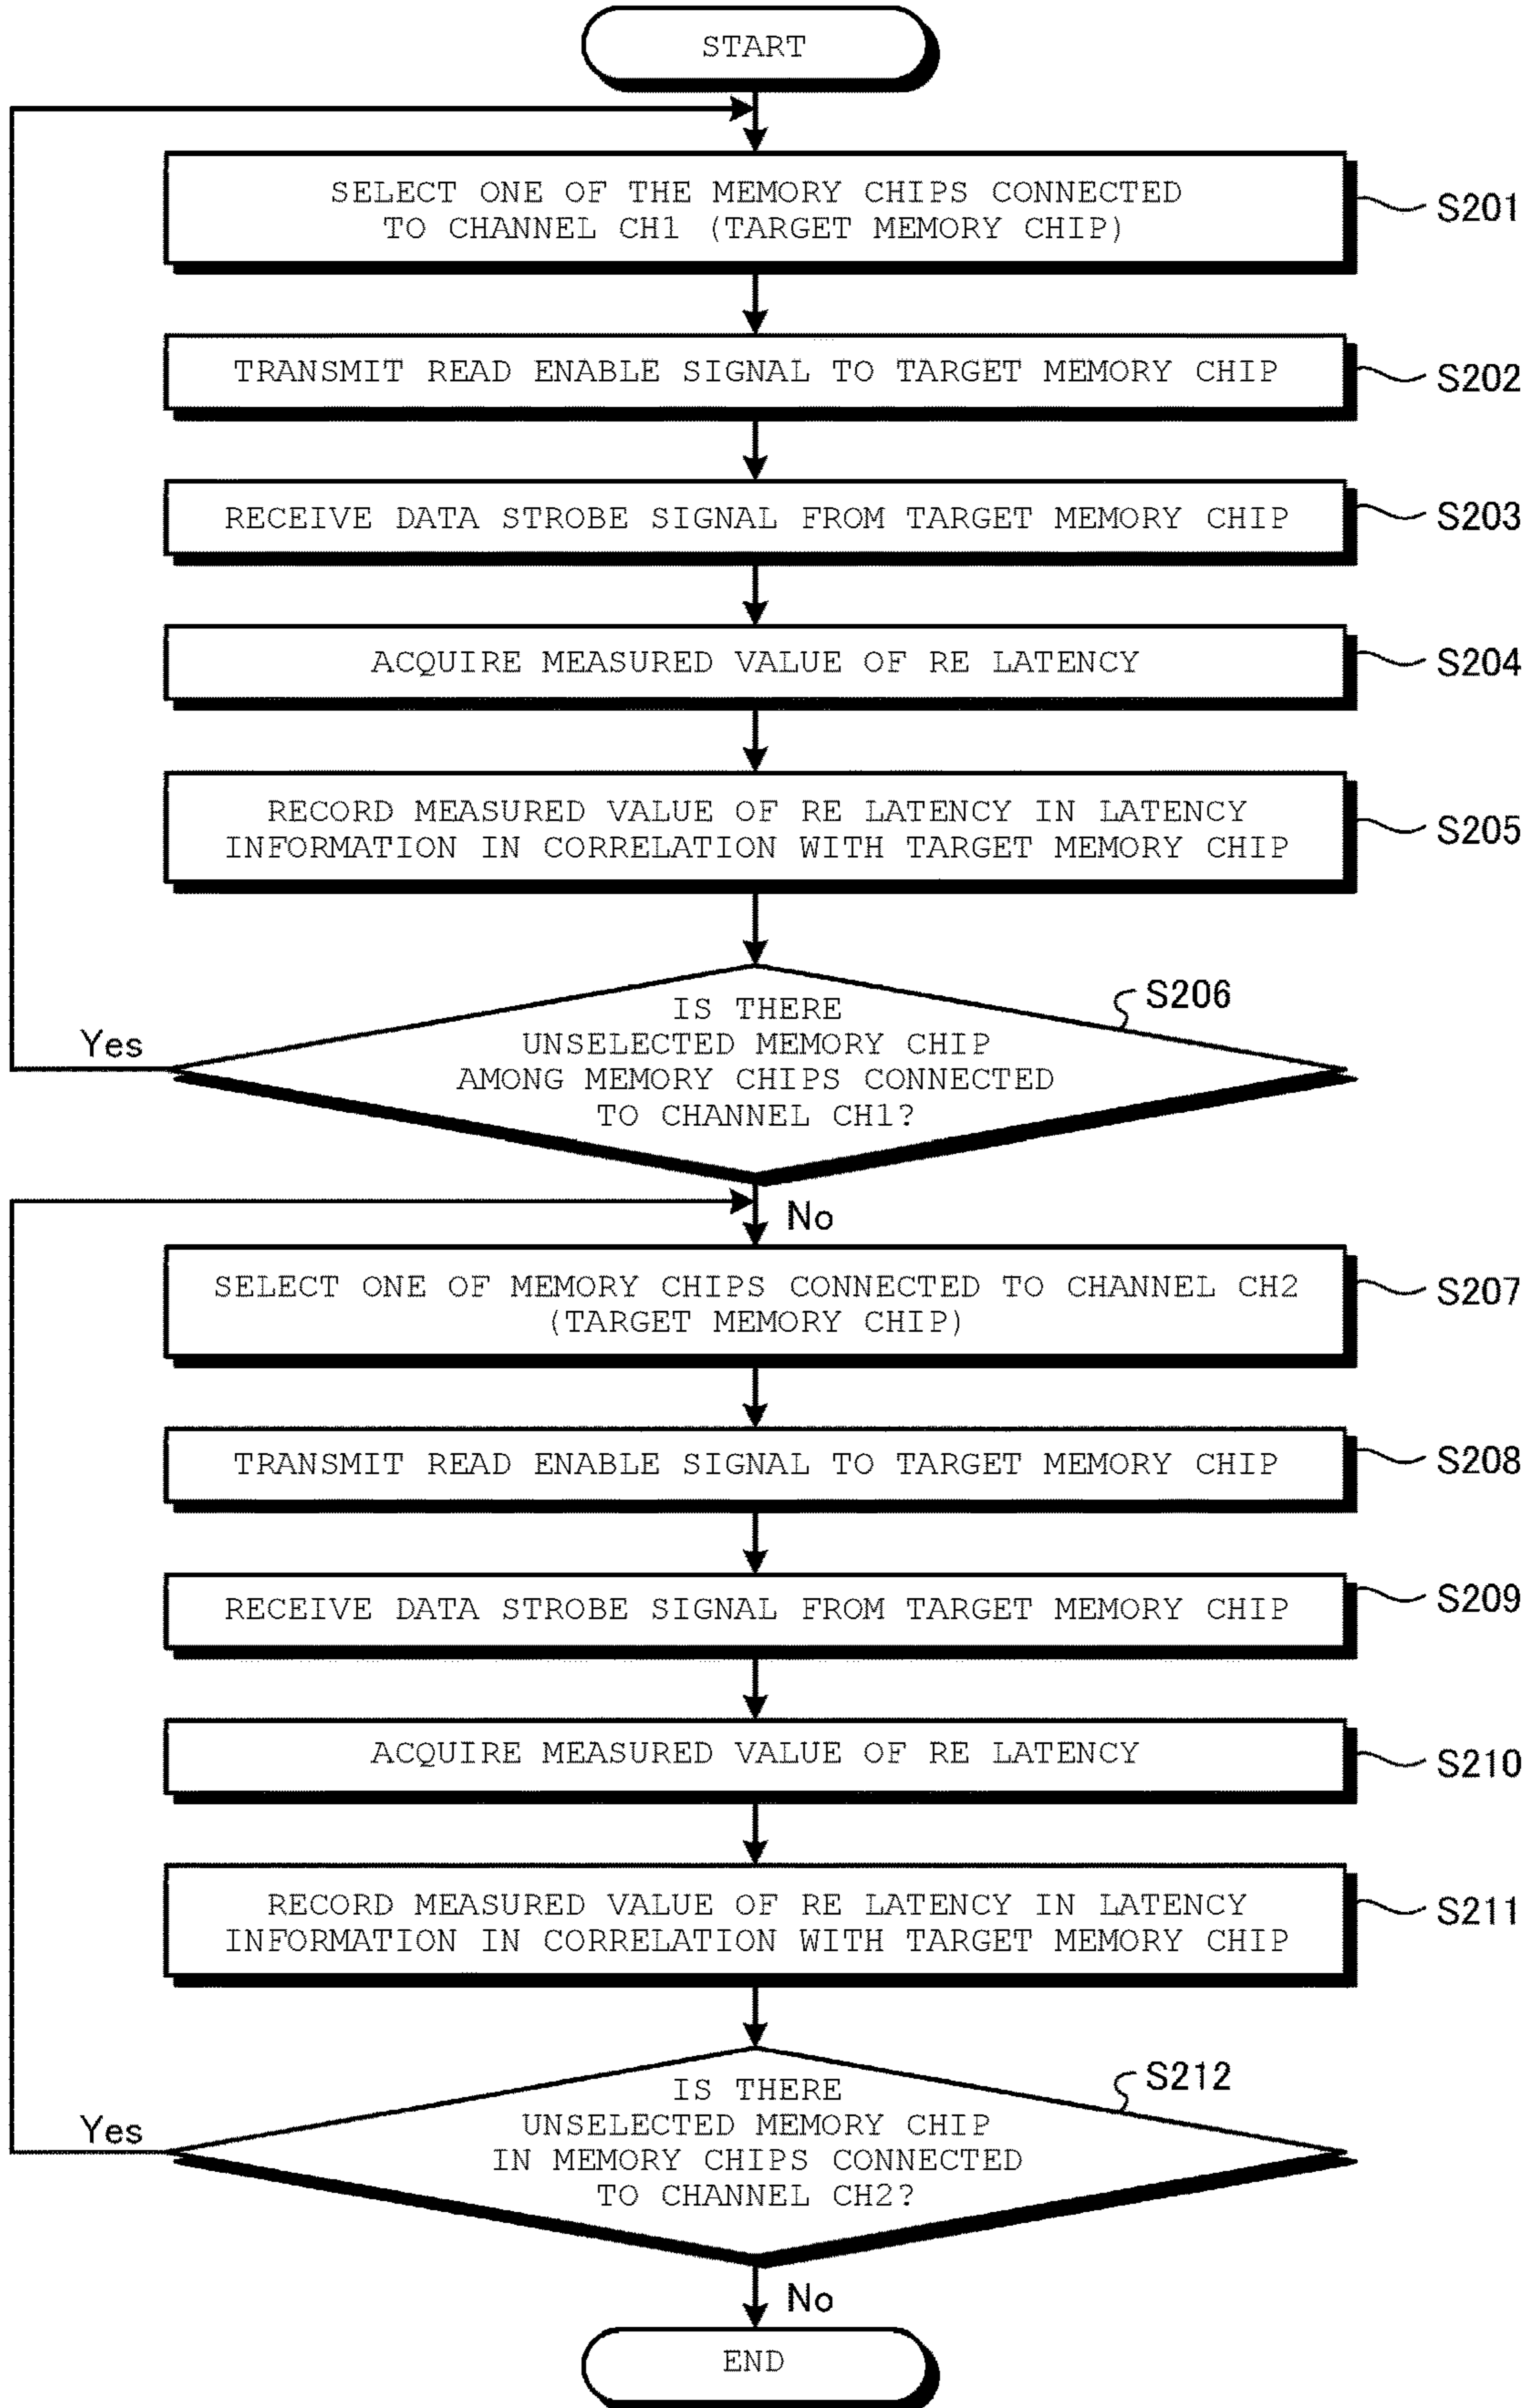 START
SELECT ONE OF THE MEMORY CHIPS CONNECTED
TO CHANNEL CH1 (TARGET MEMORY CHIP)
S201
TRANSMIT READ ENABLE SIGNAL TO TARGET MEMORY CHIP
S202
RECEIVE DATA STROBE SIGNAL FROM TARGET MEMORY CHIP
S203
ACQUIRE MEASURED VALUE OF RE LATENCY
S204
RECORD MEASURED VALUE OF RE LATENCY IN LATENCY
INFORMATION IN CORRELATION WITH TARGET MEMORY CHIP
S205
S206
IS THERE
UNSELECTED MEMORY CHIP
AMONG MEMORY CHIPS CONNECTED
TO CHANNEL CH1?
Yes
No
SELECT ONE OF MEMORY CHIPS CONNECTED TO CHANNEL CH2
(TARGET MEMORY CHIP)
S207
TRANSMIT READ ENABLE SIGNAL TO TARGET MEMORY CHIP
S208
RECEIVE DATA STROBE SIGNAL FROM TARGET MEMORY CHIP
S209
ACQUIRE MEASURED VALUE OF RE LATENCY
S210
RECORD MEASURED VALUE OF RE LATENCY IN LATENCY
INFORMATION IN CORRELATION WITH TARGET MEMORY CHIP
S211
S212
IS THERE
UNSELECTED MEMORY CHIP
IN MEMORY CHIPS CONNECTED
TO CHANNEL CH2?
Yes
No
END